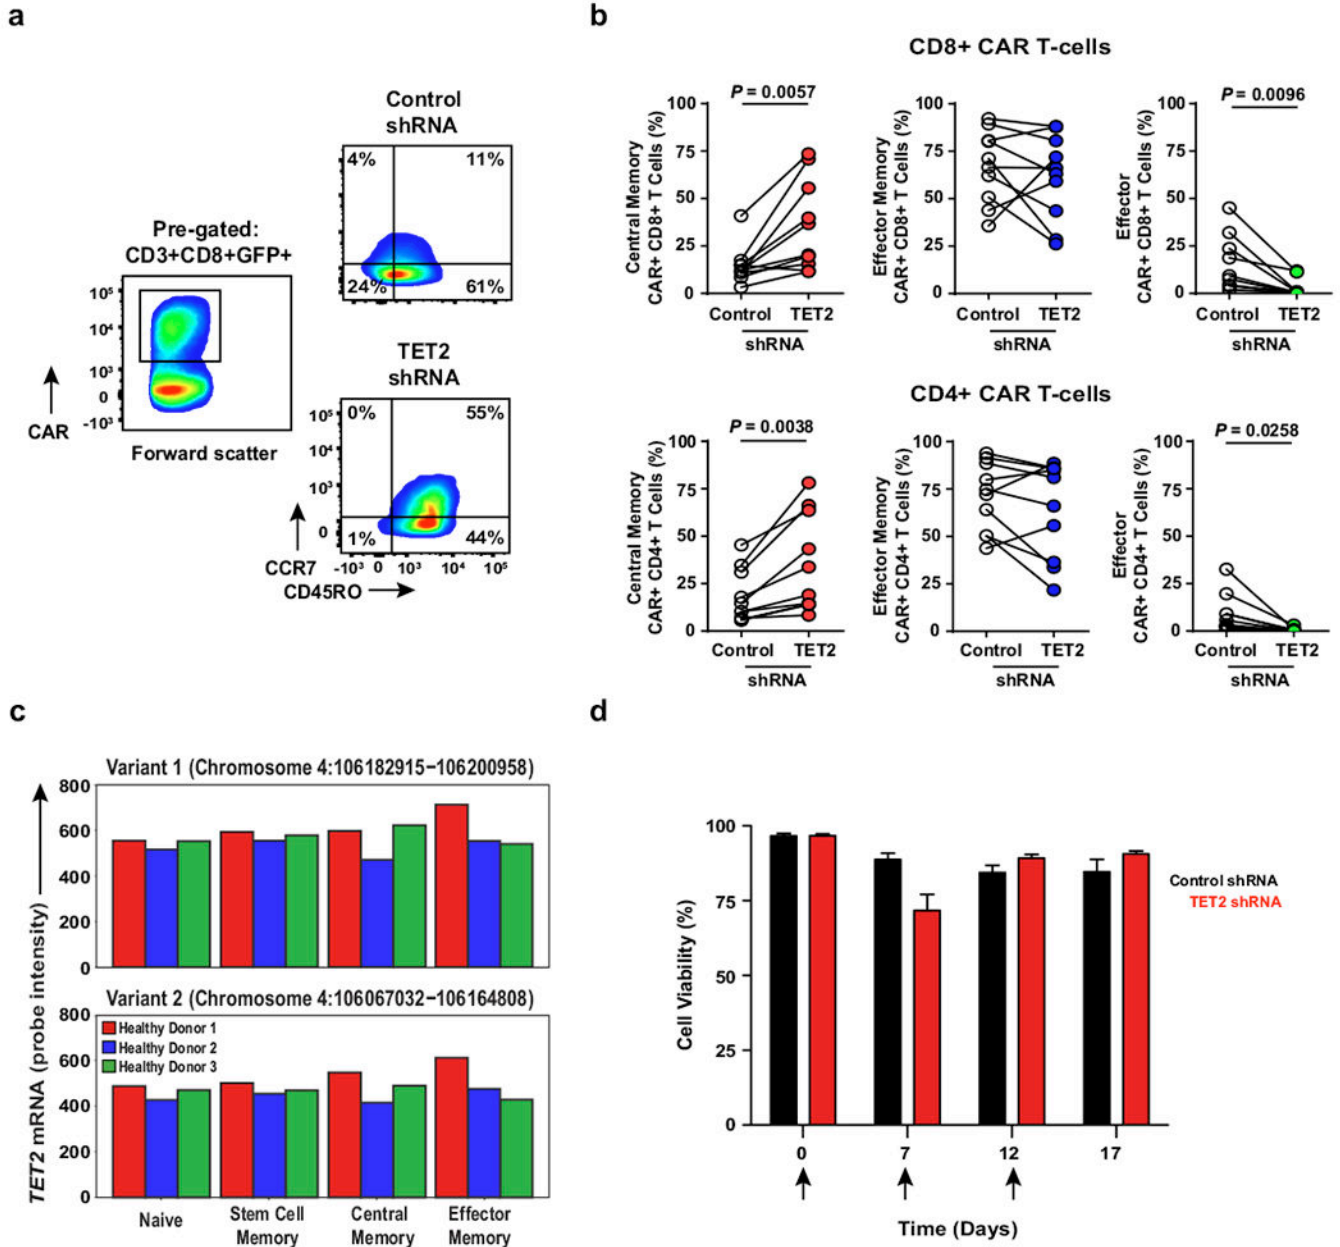 a
Control
shRNA
4% 11%
24% 61%
Pre-gated:
CD3+CD8+GFP+
10⁵
10⁴
10³
0
-10³
CAR
Forward scatter
TET2
shRNA
0% 55%
1% 44%
10⁵
10⁴
10³
0
-10³ 0 10³ 10⁴ 10⁵
CCR7
CD45RO
b
CD8+ CAR T-cells
P = 0.0057
Central Memory
CAR+ CD8+ T Cells (%)
100
75
50
25
0
Control TET2
shRNA
Effector Memory
CAR+ CD8+ T Cells (%)
100
75
50
25
0
Control TET2
shRNA
P = 0.0096
Effector
CAR+ CD8+ T Cells (%)
100
75
50
25
0
Control TET2
shRNA
CD4+ CAR T-cells
P = 0.0038
Central Memory
CAR+ CD4+ T Cells (%)
100
75
50
25
0
Control TET2
shRNA
Effector Memory
CAR+ CD4+ T Cells (%)
100
75
50
25
0
Control TET2
shRNA
P = 0.0258
Effector
CAR+ CD4+ T Cells (%)
100
75
50
25
0
Control TET2
shRNA
c
TET2 mRNA (probe intensity)
Variant 1 (Chromosome 4:106182915−106200958)
800
600
400
200
0
Variant 2 (Chromosome 4:106067032−106164808)
800
600
400
200
0
Healthy Donor 1
Healthy Donor 2
Healthy Donor 3
Naive
Stem Cell
Memory
Central
Memory
Effector
Memory
d
Cell Viability (%)
100
75
50
25
0
0 7 12 17
Time (Days)
Control shRNA
TET2 shRNA